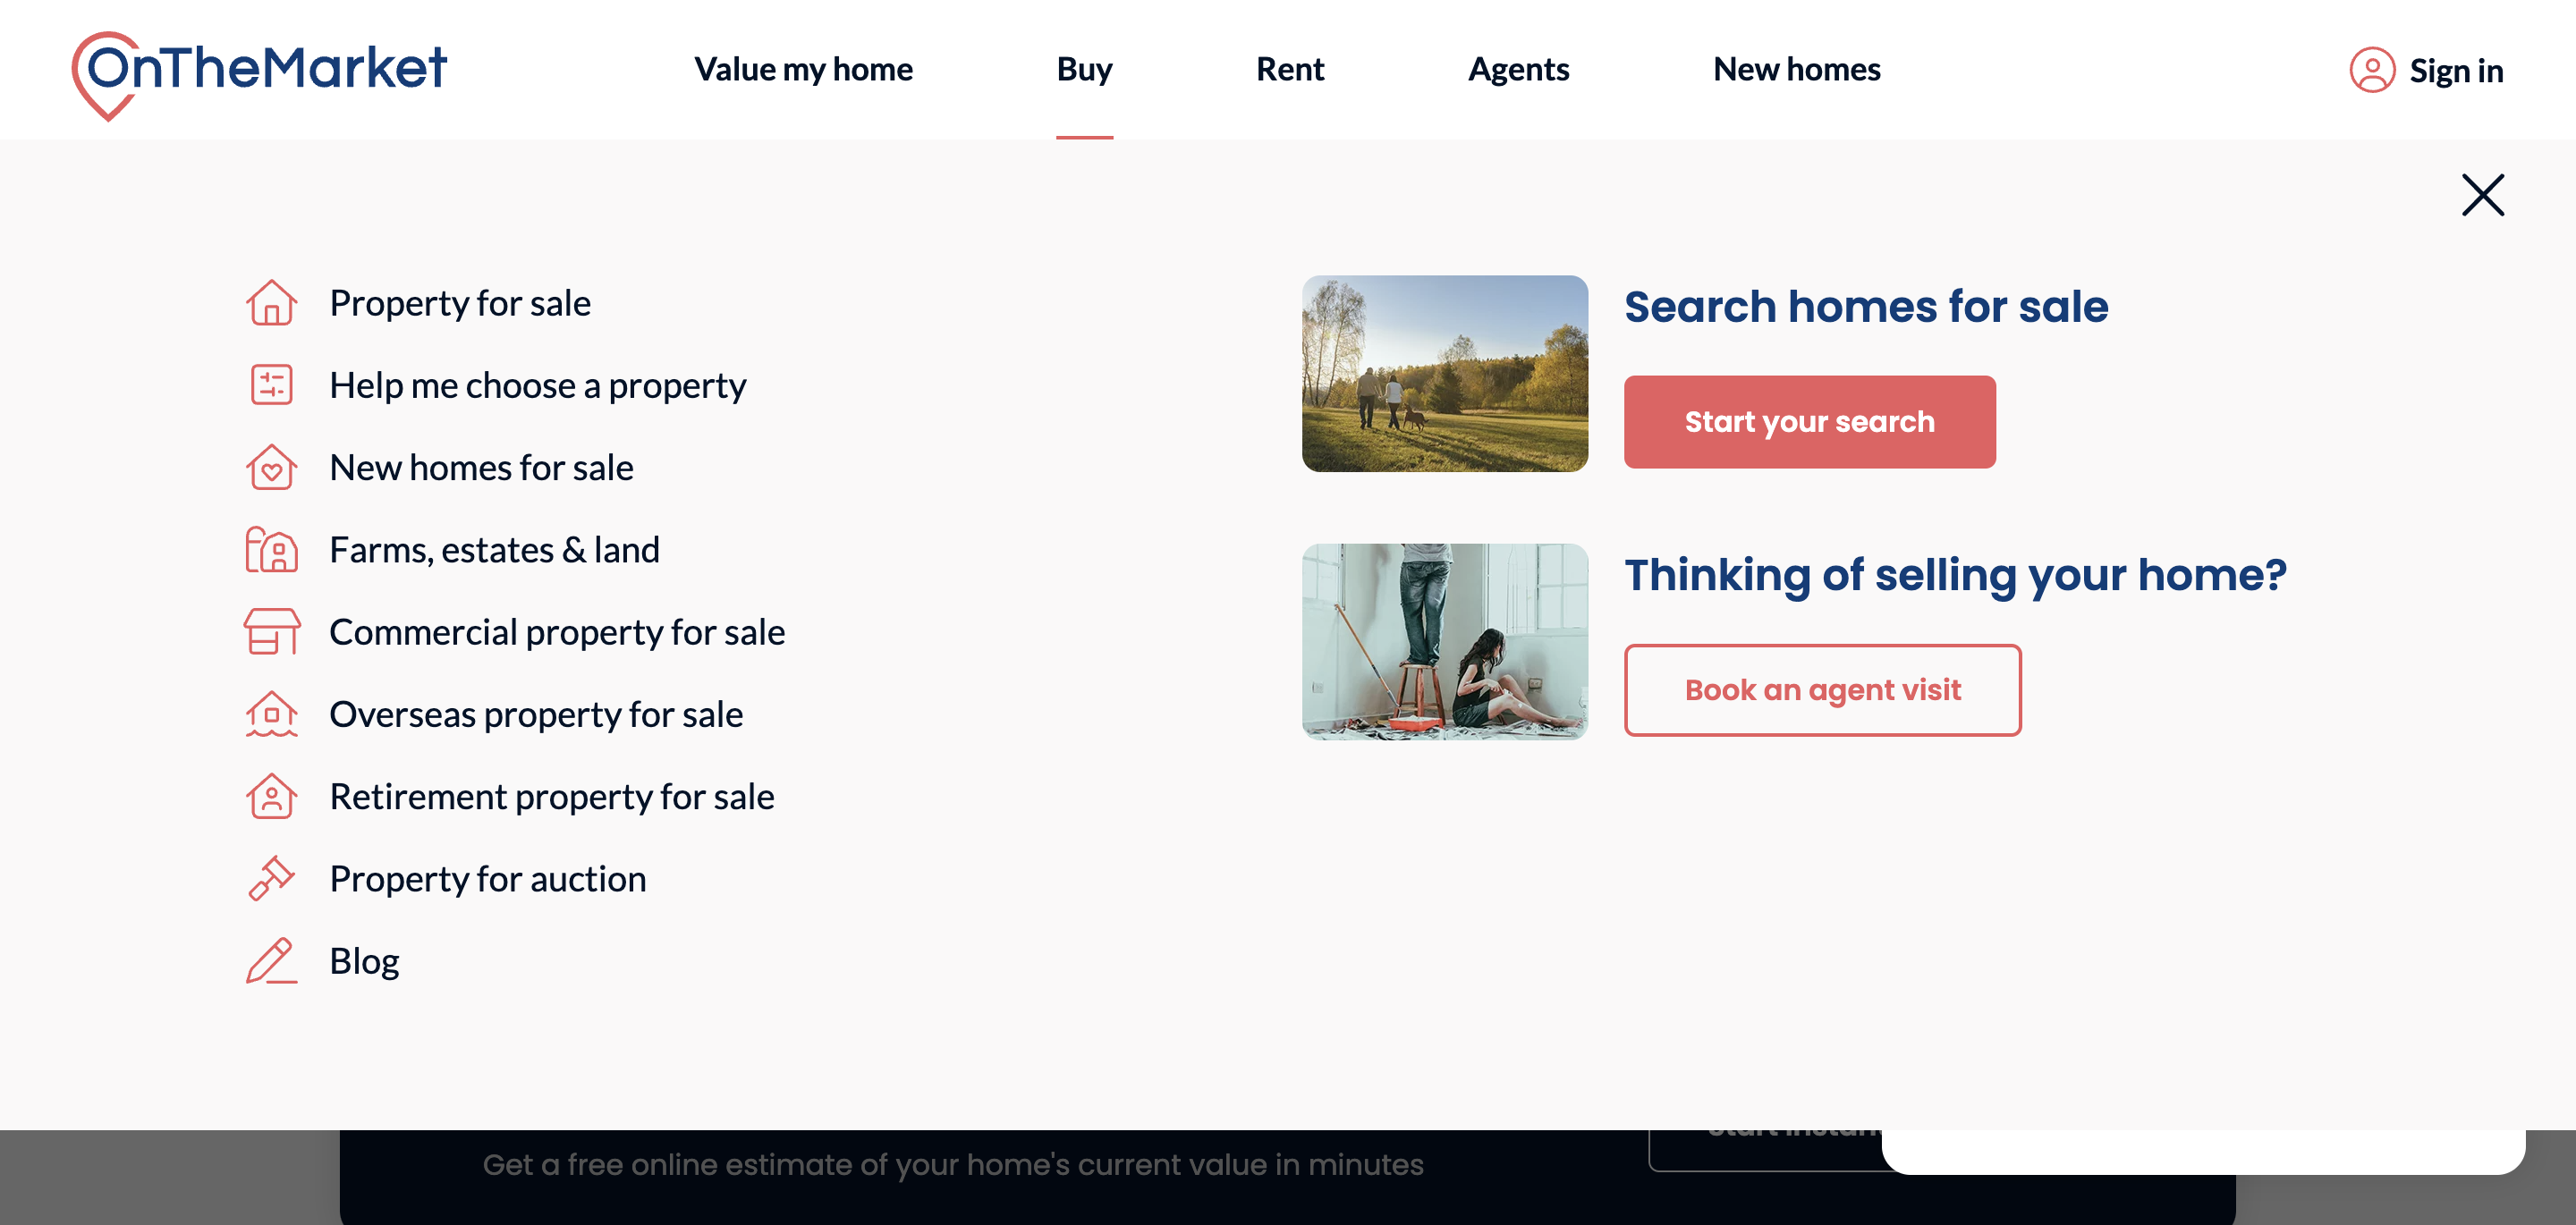 OnTheMarket
Value my home
Buy
Rent
Agents
New homes
Sign in
Property for sale
Help me choose a property
New homes for sale
Farms, estates & land
Commercial property for sale
Overseas property for sale
Retirement property for sale
Property for auction
Blog
Search homes for sale
Start your search
Thinking of selling your home?
Book an agent visit
Get a free online estimate of your home's current value in minutes